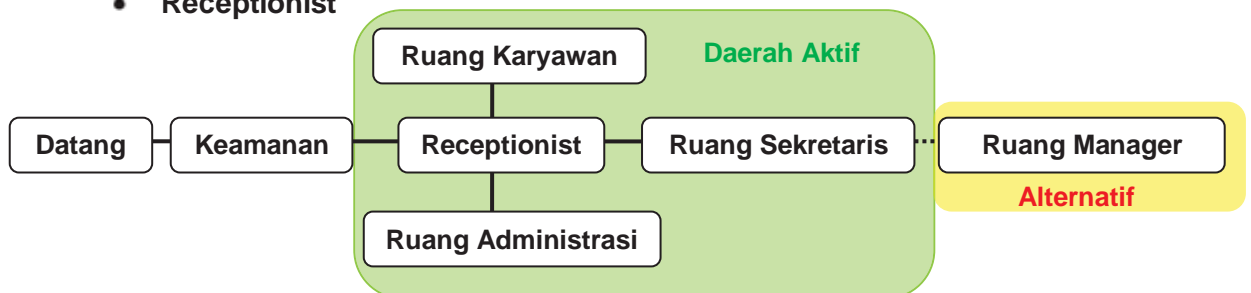 Receptionist
Ruang Karyawan
Daerah Aktif
Datang
Keamanan
Receptionist
Ruang Sekretaris
Ruang Manager
Alternatif
Ruang Administrasi